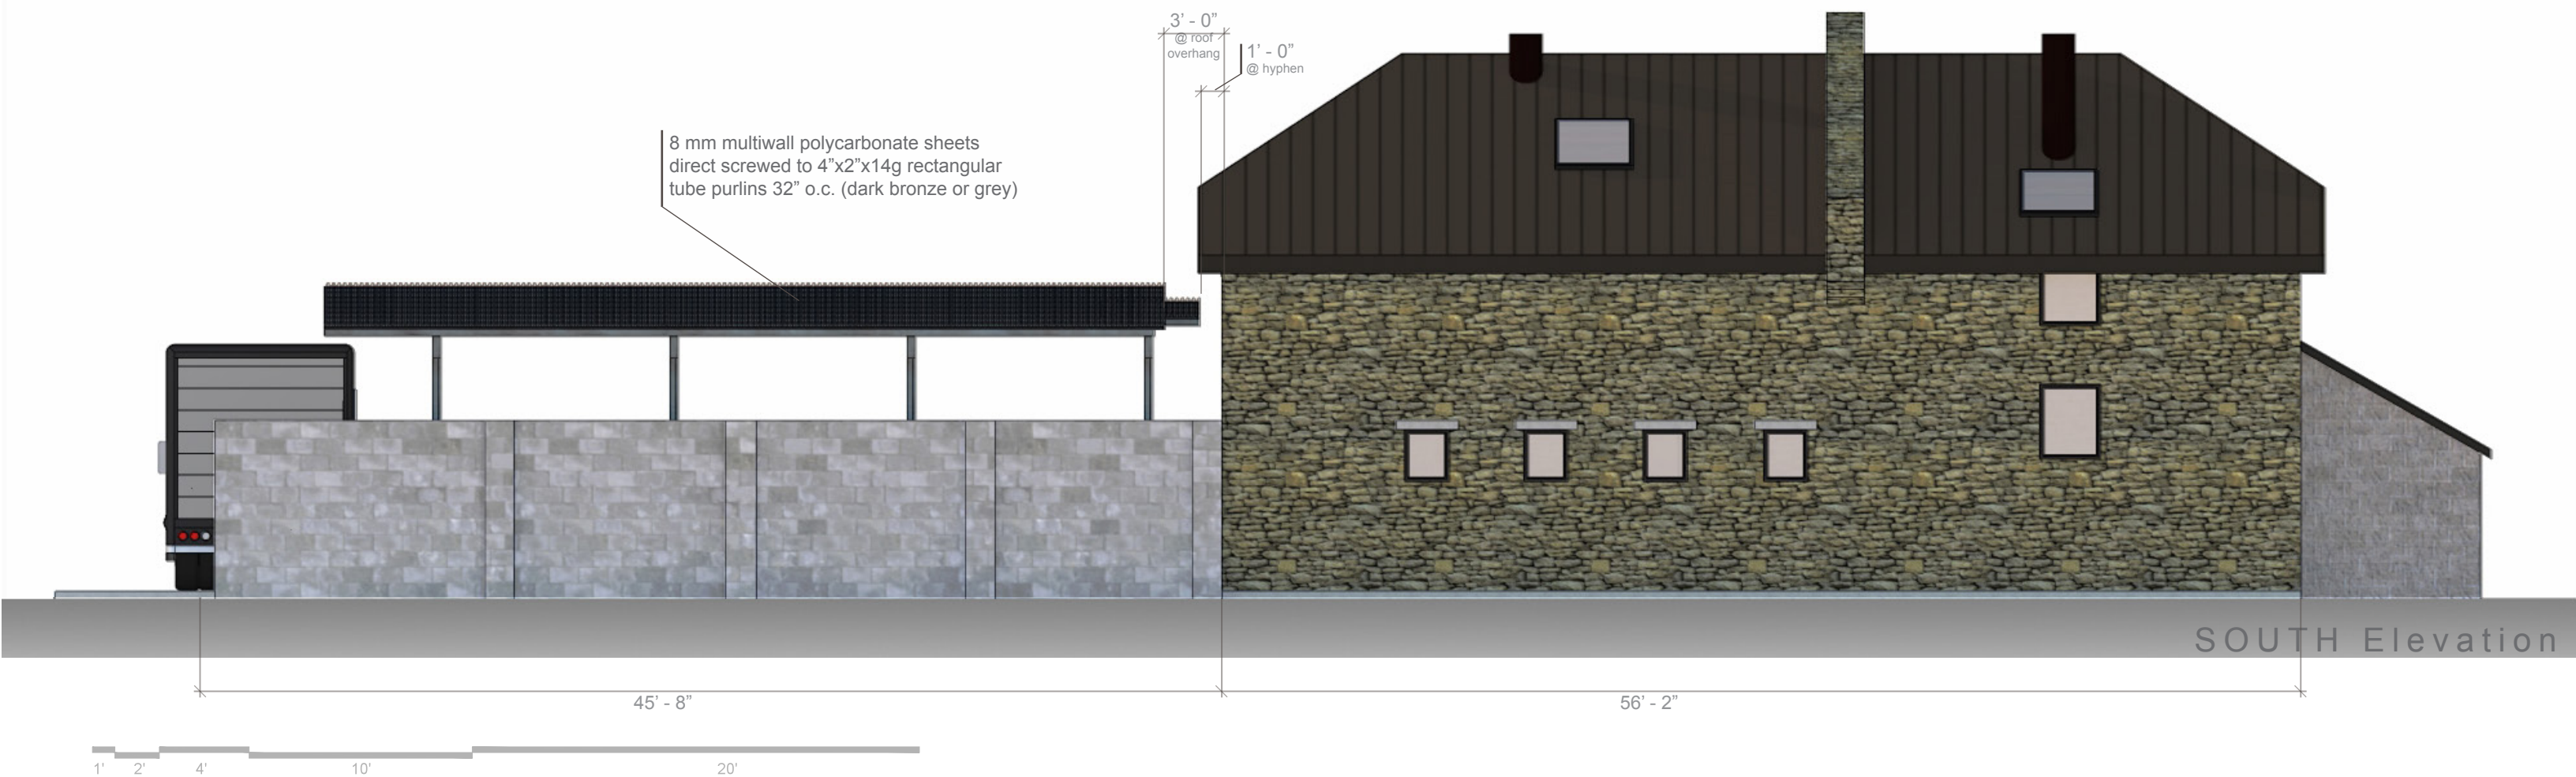 3’ - 0”
@ roof
overhang
1’ - 0”
@ hyphen
8 mm multiwall polycarbonate sheets
direct screwed to 4”x2”x14g rectangular
tube purlins 32” o.c. (dark bronze or grey)
SOUTH Elevation
45’ - 8”
56’ - 2”
1' 2' 4' 10' 20'